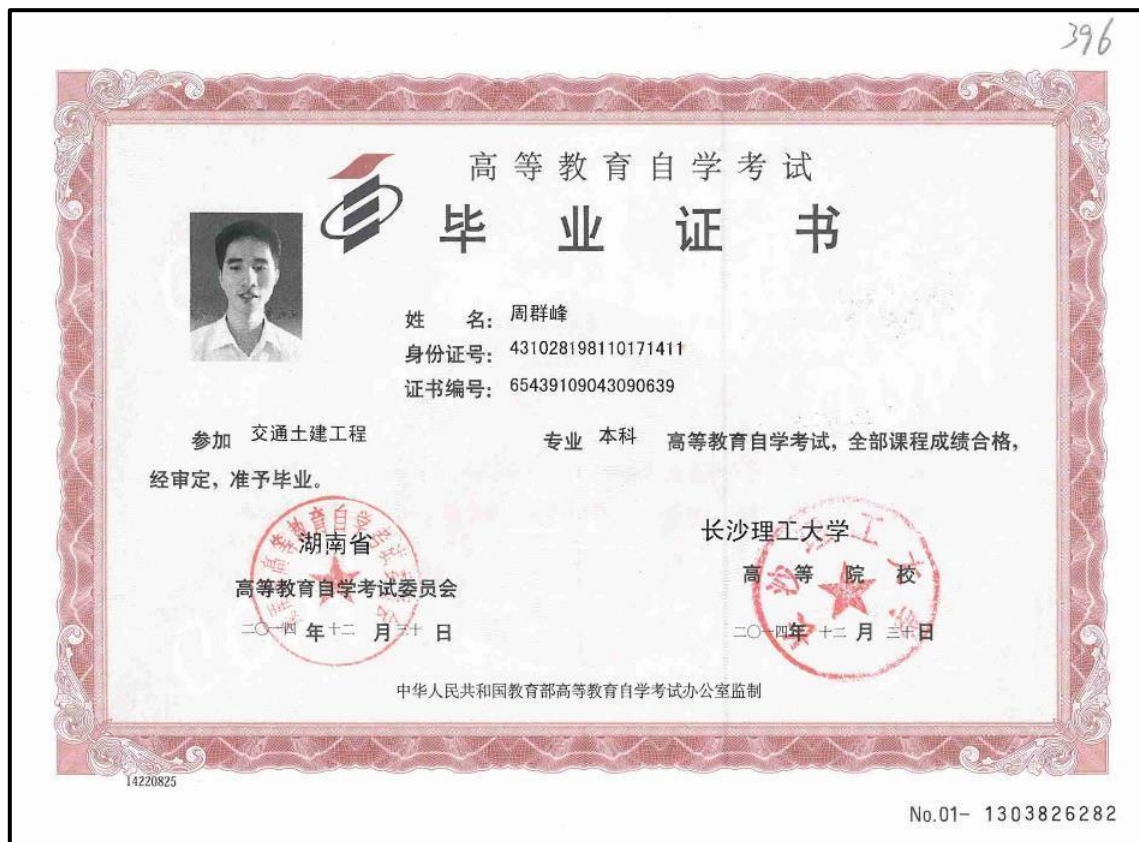 396
高等教育自学考试
毕业证书
姓名：周群峰
身份证号：431028198110171411
证书编号：65439109043090639
参加 交通土建工程 专业 本科 高等教育自学考试，全部课程成绩合格，
经审定，准予毕业。
湖南省 长沙理工大学
高等教育自学考试委员会 高等院校
二〇一四年十二月三十日 二〇一四年十二月三十日
中华人民共和国教育部高等教育自学考试办公室监制
14220825
No.01- 1303826282